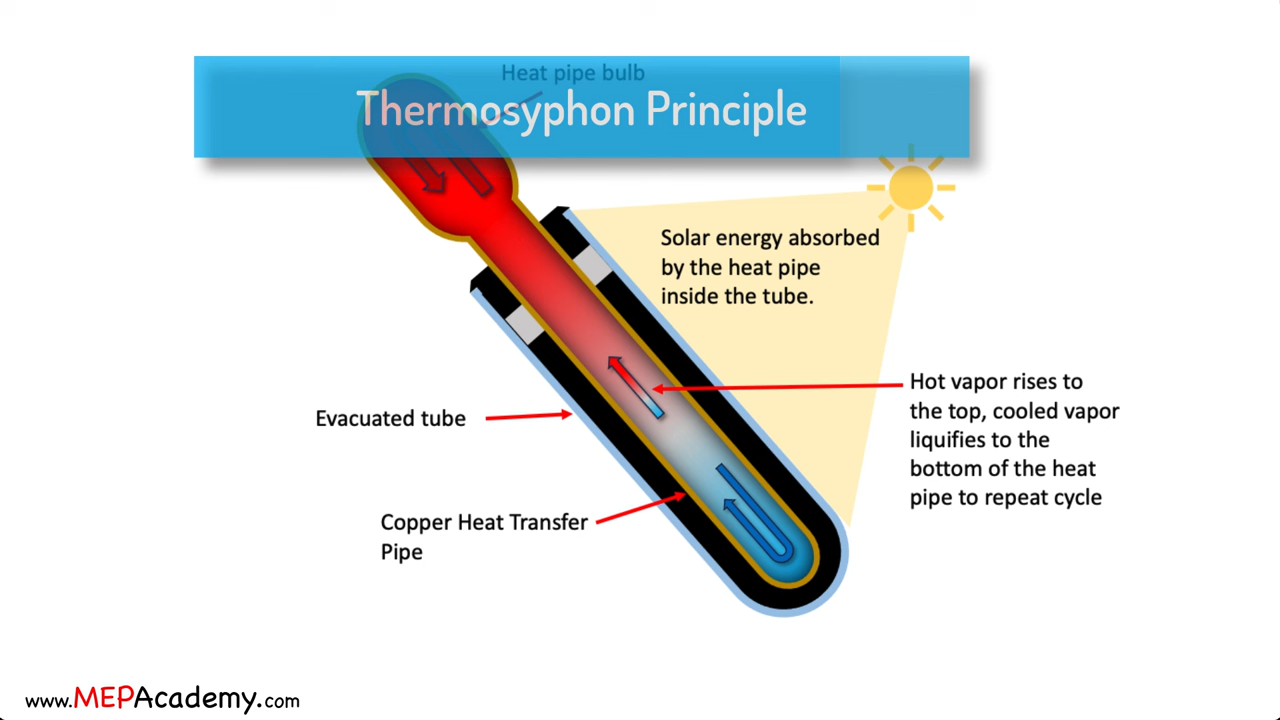 Heat pipe bulb
Thermosyphon Principle
Solar energy absorbed
by the heat pipe
inside the tube.
Hot vapor rises to
the top, cooled vapor
liquifies to the
bottom of the heat
pipe to repeat cycle
Evacuated tube
Copper Heat Transfer
Pipe
www.MEPAcademy.com